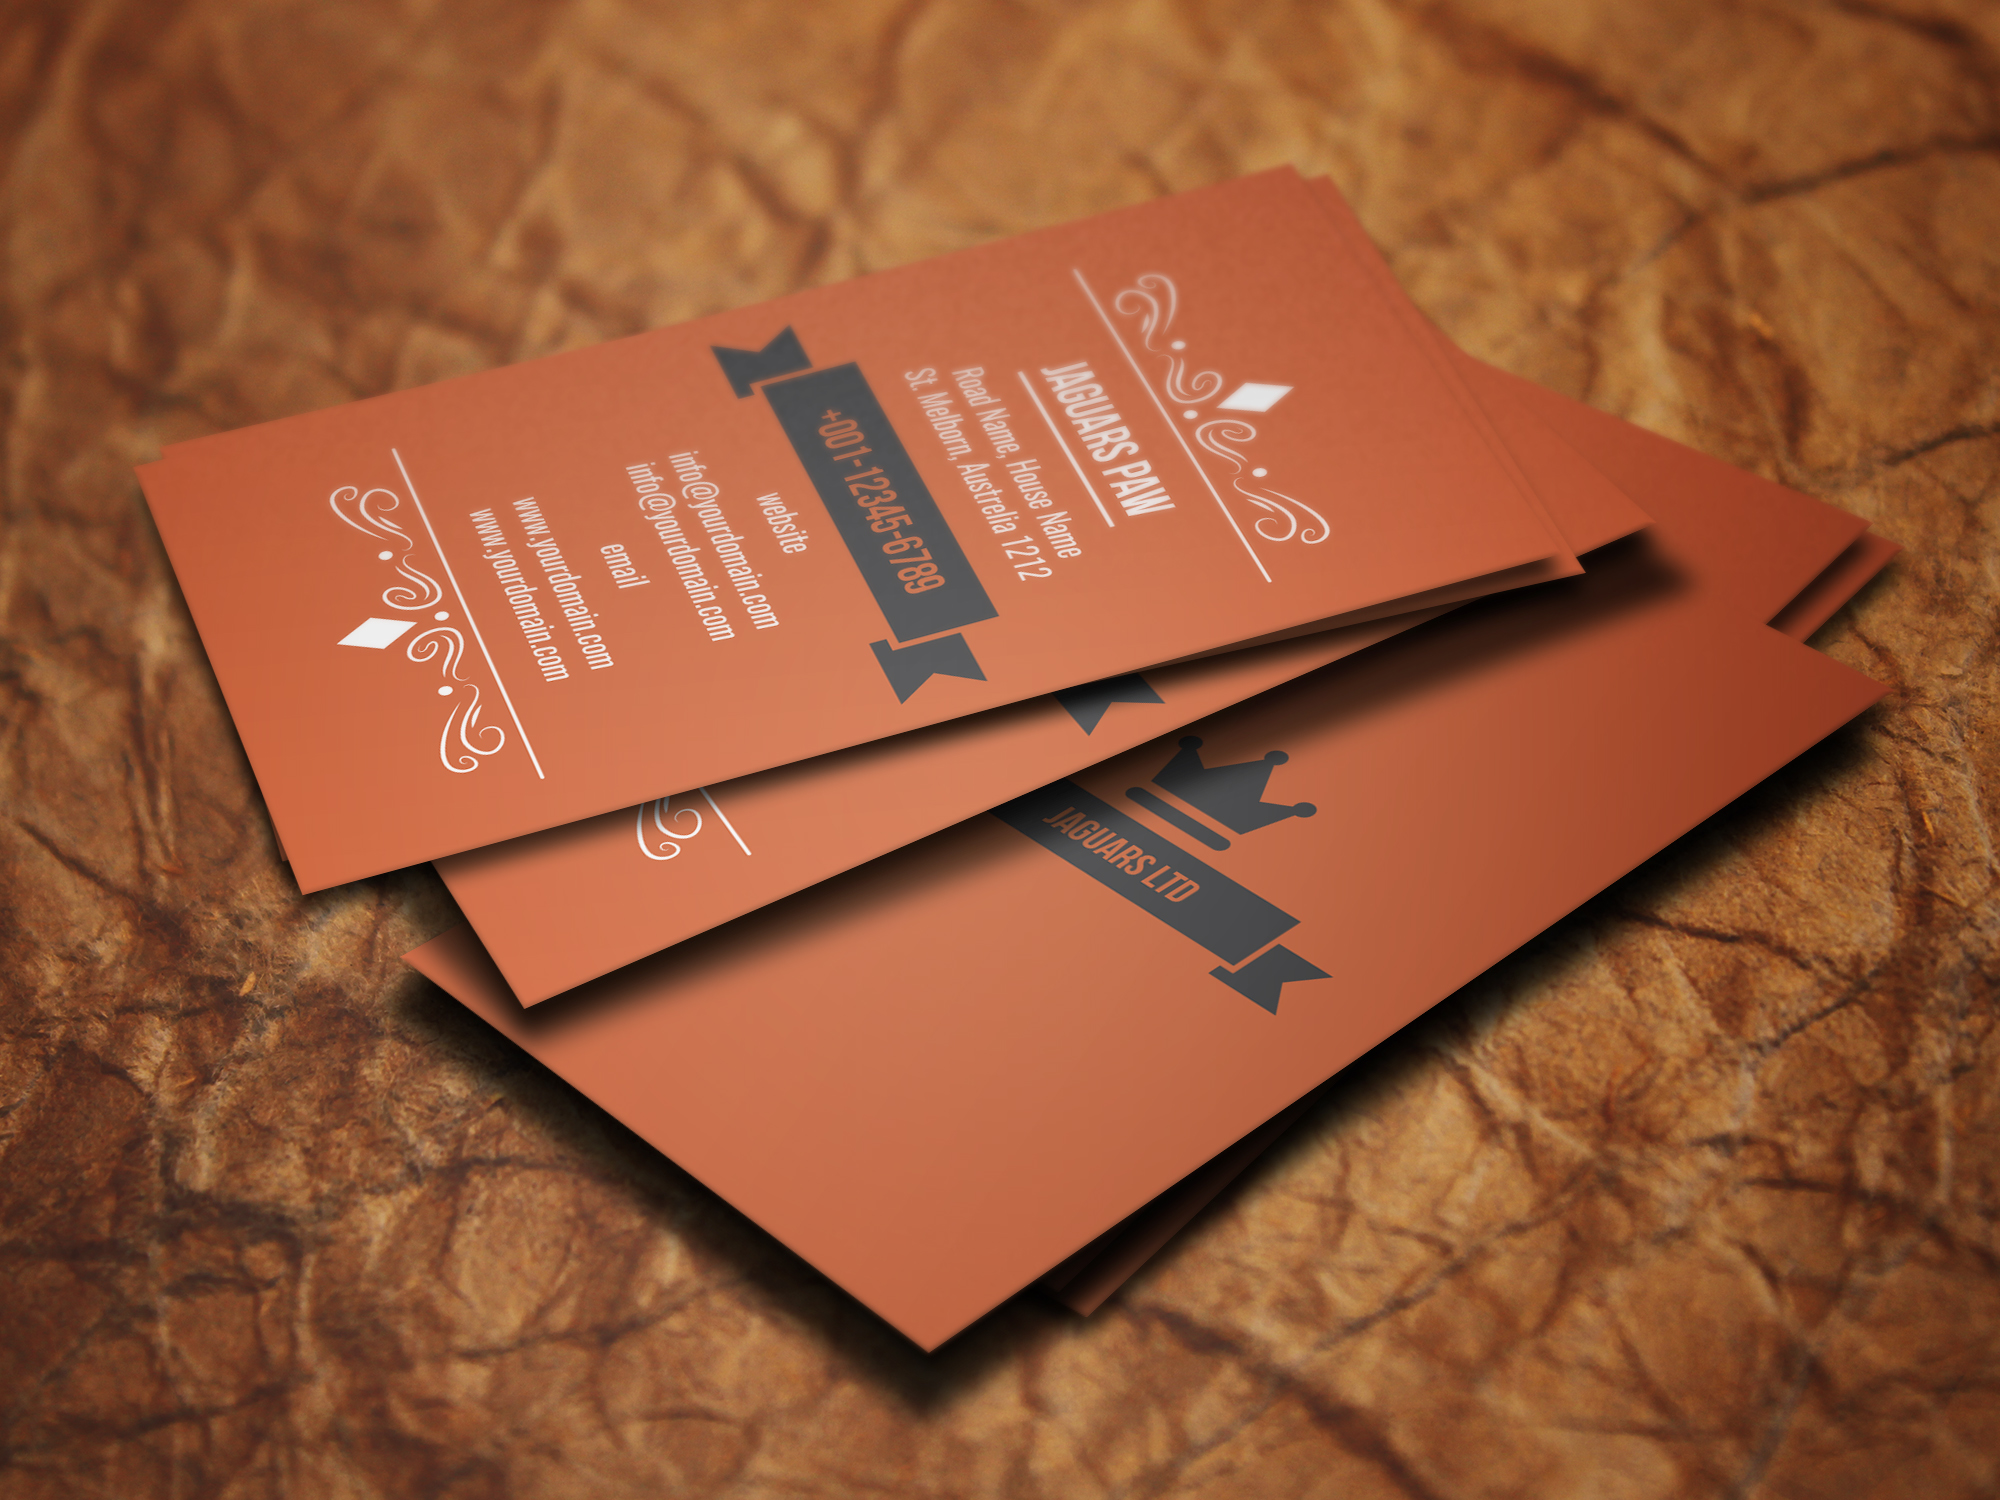 JAGUARS PAW
Road Name, House Name
St. Melborn, Austrelia 1212
+001-12345-6789
website
info@yourdomain.com
info@yourdomain.com
email
www.yourdomain.com
www.yourdomain.com
JAGUARS LTD